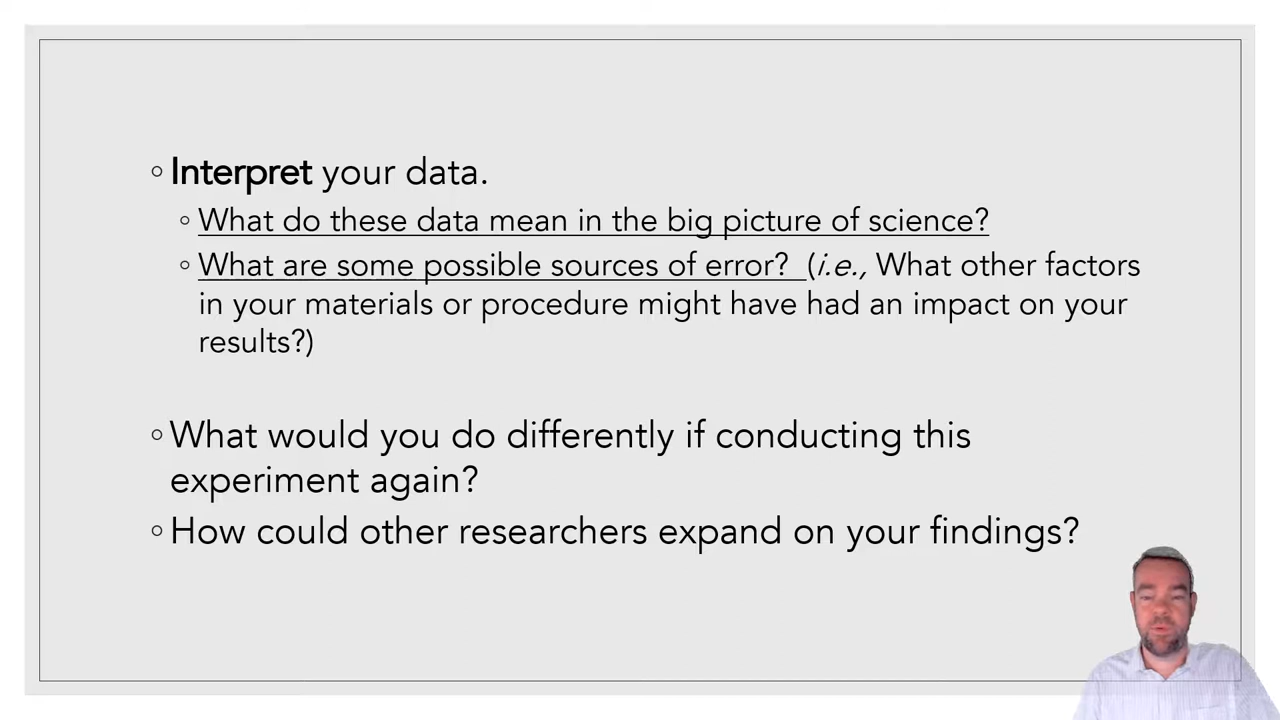 ◦ Interpret your data.
◦ What do these data mean in the big picture of science?
◦ What are some possible sources of error? (i.e., What other factors
in your materials or procedure might have had an impact on your
results?)
◦ What would you do differently if conducting this
experiment again?
◦ How could other researchers expand on your findings?